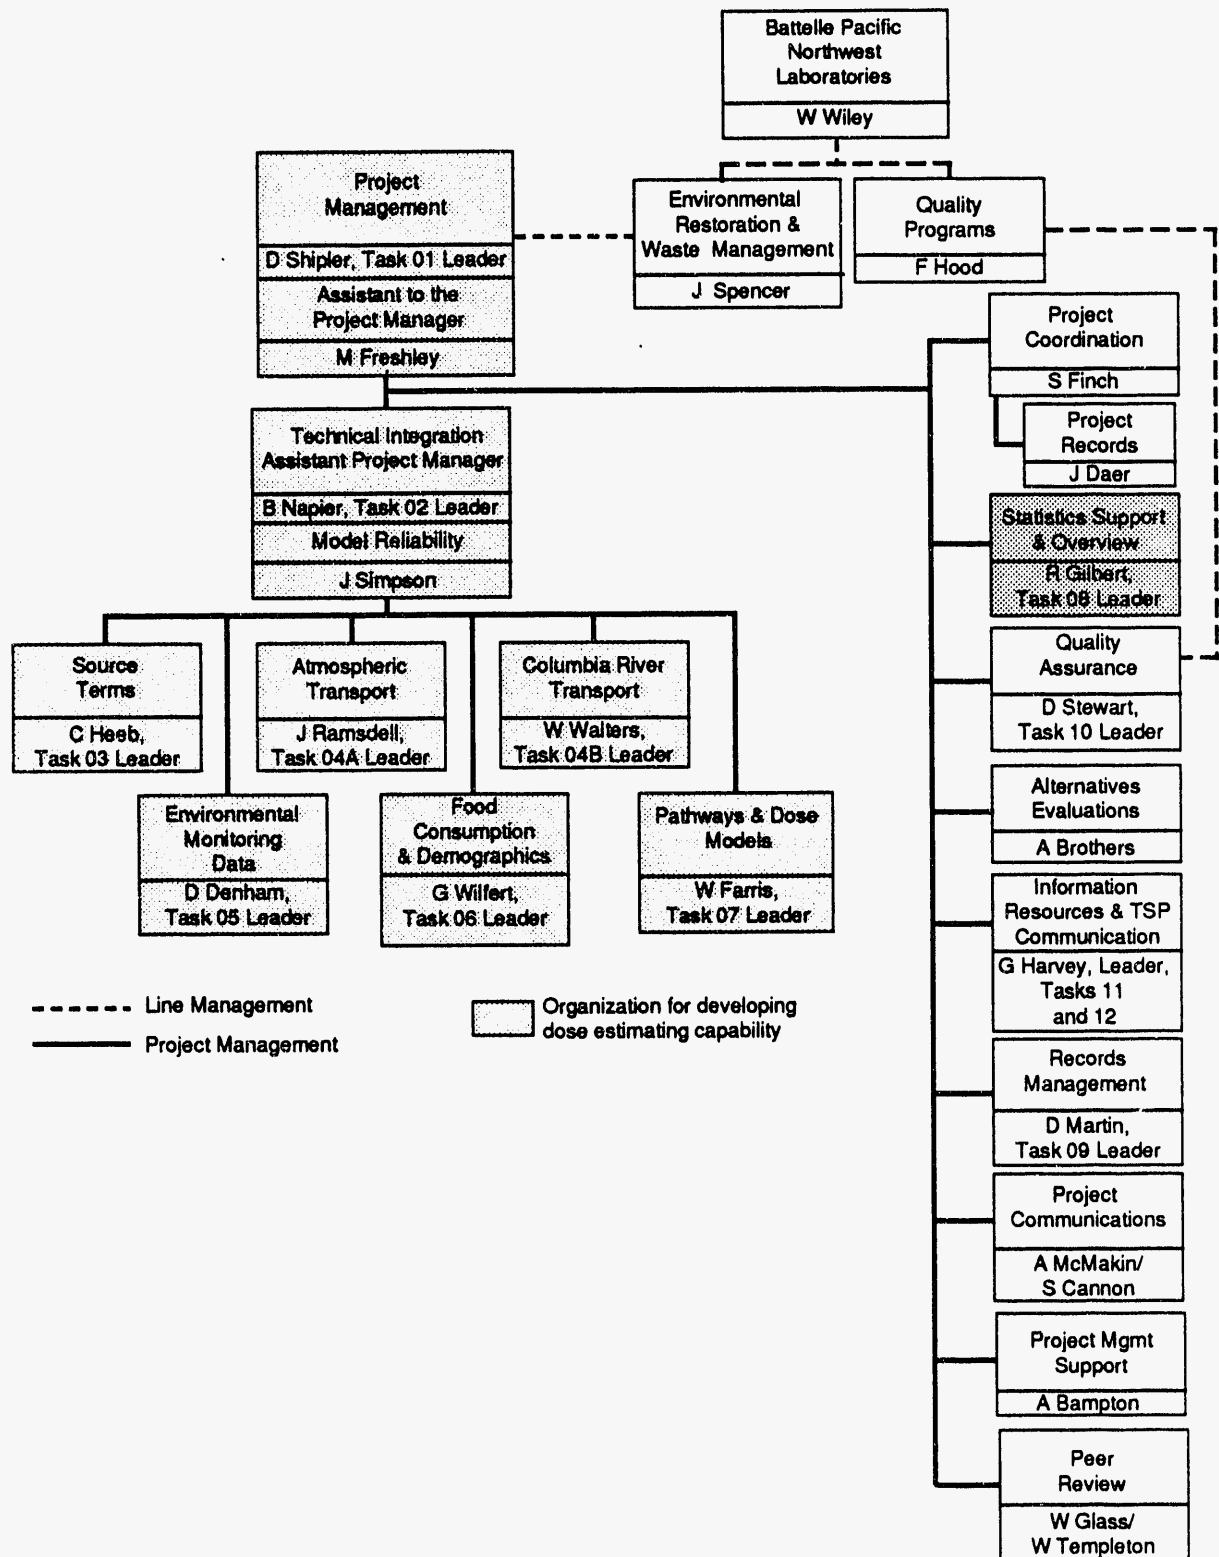 Battelle Pacific
Northwest
Laboratories
W Wiley
Project
Management
D Shipler, Task 01 Leader
Assistant to the
Project Manager
M Freshley
Environmental
Restoration &
Waste Management
J Spencer
Quality
Programs
F Hood
Technical Integration
Assistant Project Manager
B Napier, Task 02 Leader
Model Reliability
J Simpson
Source
Terms
C Heeb,
Task 03 Leader
Atmospheric
Transport
J Ramsdell,
Task 04A Leader
Columbia River
Transport
W Walters,
Task 04B Leader
Environmental
Monitoring
Data
D Denham,
Task 05 Leader
Food
Consumption
& Demographics
G Wilfert,
Task 06 Leader
Pathways & Dose
Models
W Farris,
Task 07 Leader
Project
Coordination
S Finch
Project
Records
J Daer
Statistics Support
& Overview
R Gilbert,
Task 08 Leader
Quality
Assurance
D Stewart,
Task 10 Leader
Alternatives
Evaluations
A Brothers
Information
Resources & TSP
Communication
G Harvey, Leader,
Tasks 11
and 12
Records
Management
D Martin,
Task 09 Leader
Project
Communications
A McMakin/
S Cannon
Project Mgmt
Support
A Bampton
Peer
Review
W Glass/
W Templeton
Line Management
Project Management
Organization for developing
dose estimating capability